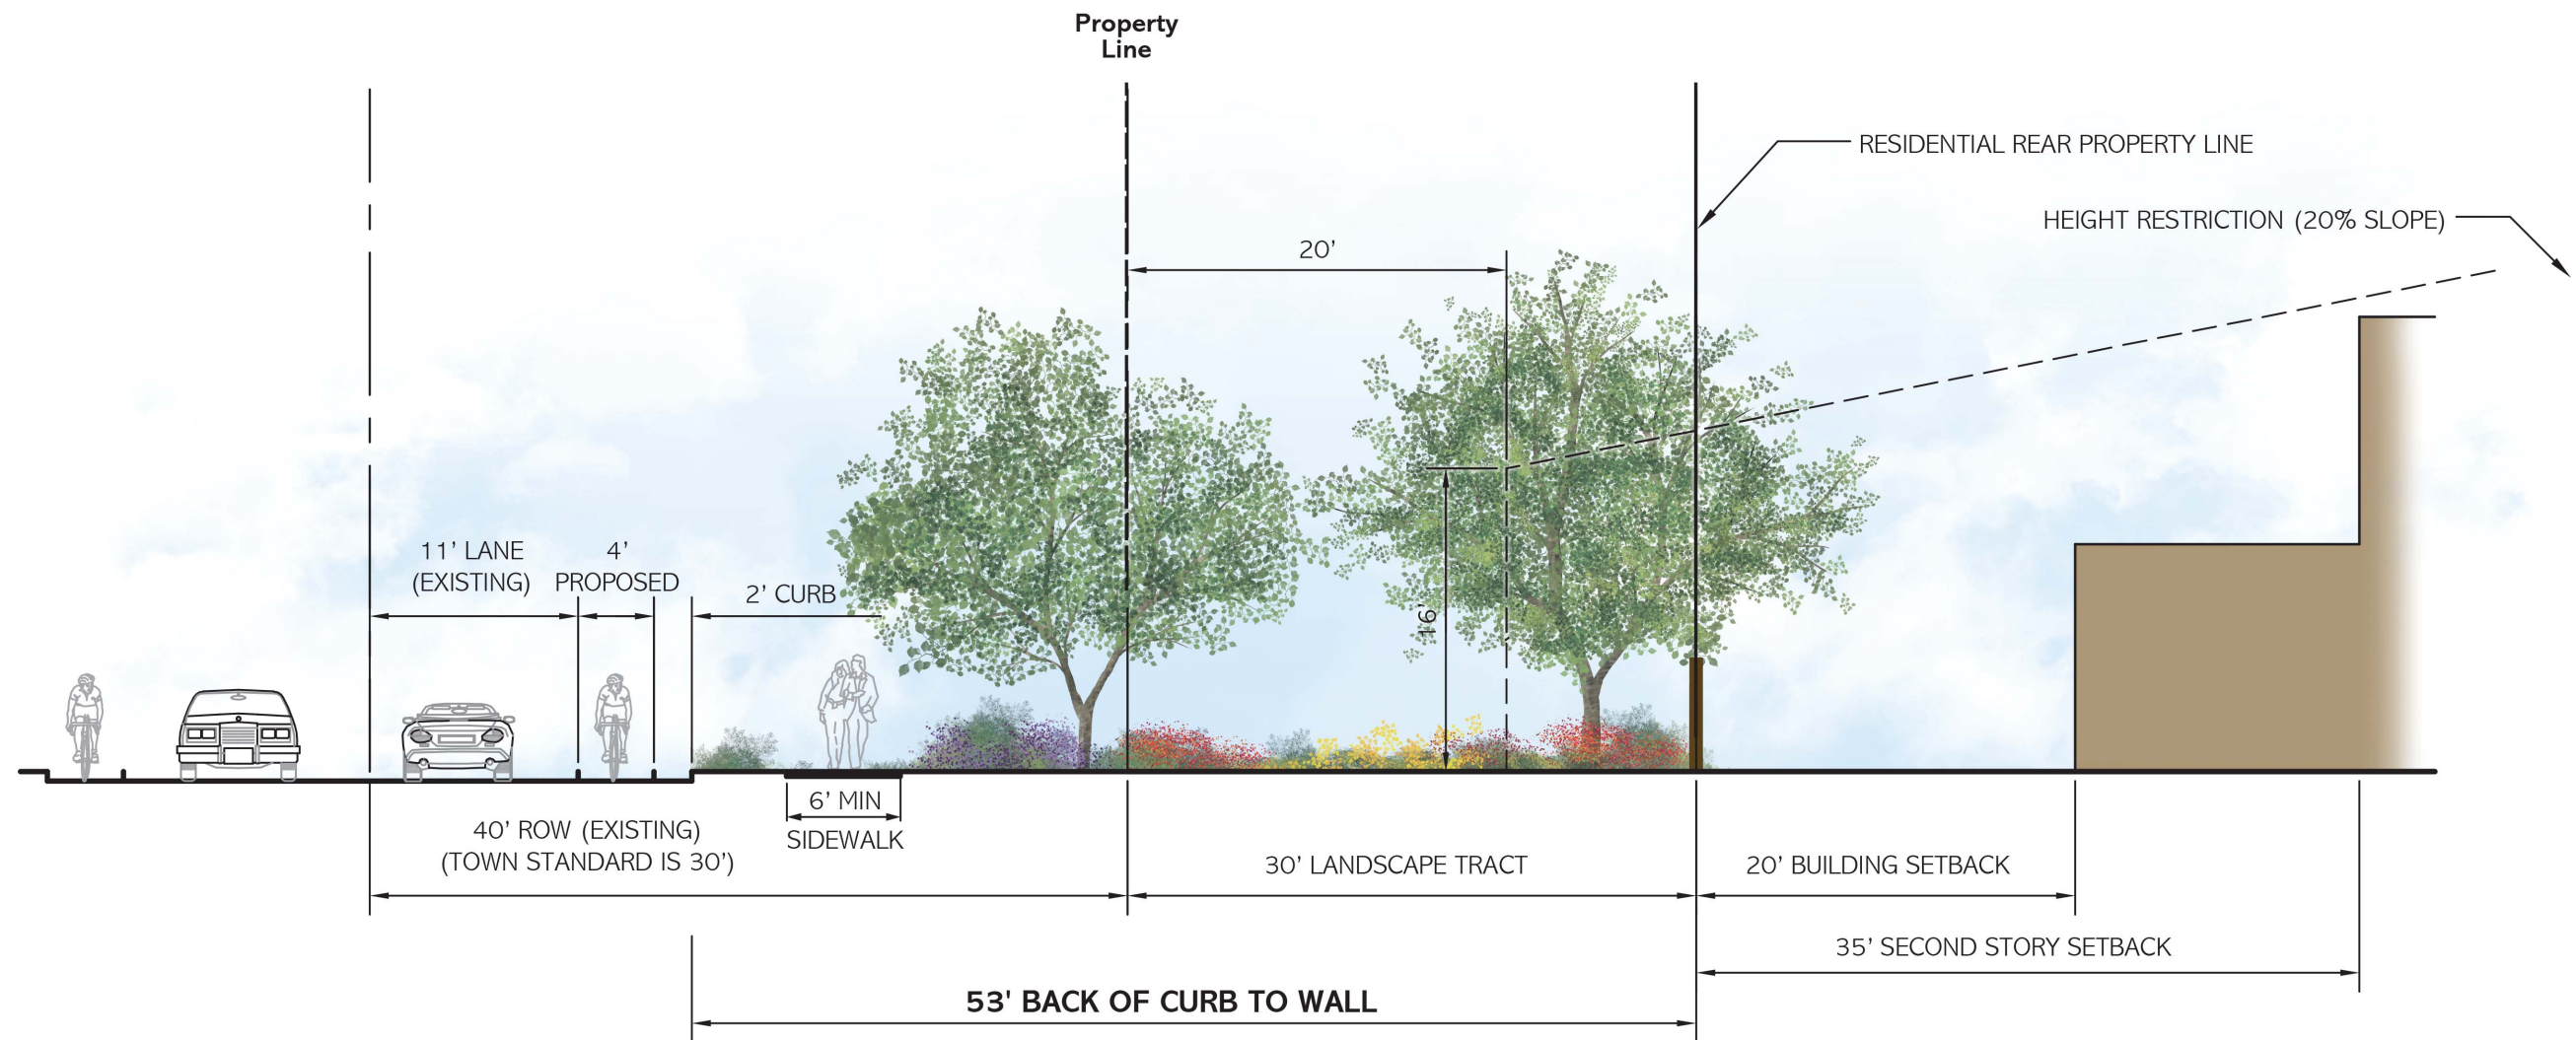 Property
Line
RESIDENTIAL REAR PROPERTY LINE
HEIGHT RESTRICTION (20% SLOPE)
20’
11’ LANE
(EXISTING)
4’
PROPOSED
2’ CURB
16’
6’ MIN
SIDEWALK
40’ ROW (EXISTING)
(TOWN STANDARD IS 30’)
30’ LANDSCAPE TRACT
20’ BUILDING SETBACK
35’ SECOND STORY SETBACK
53' BACK OF CURB TO WALL